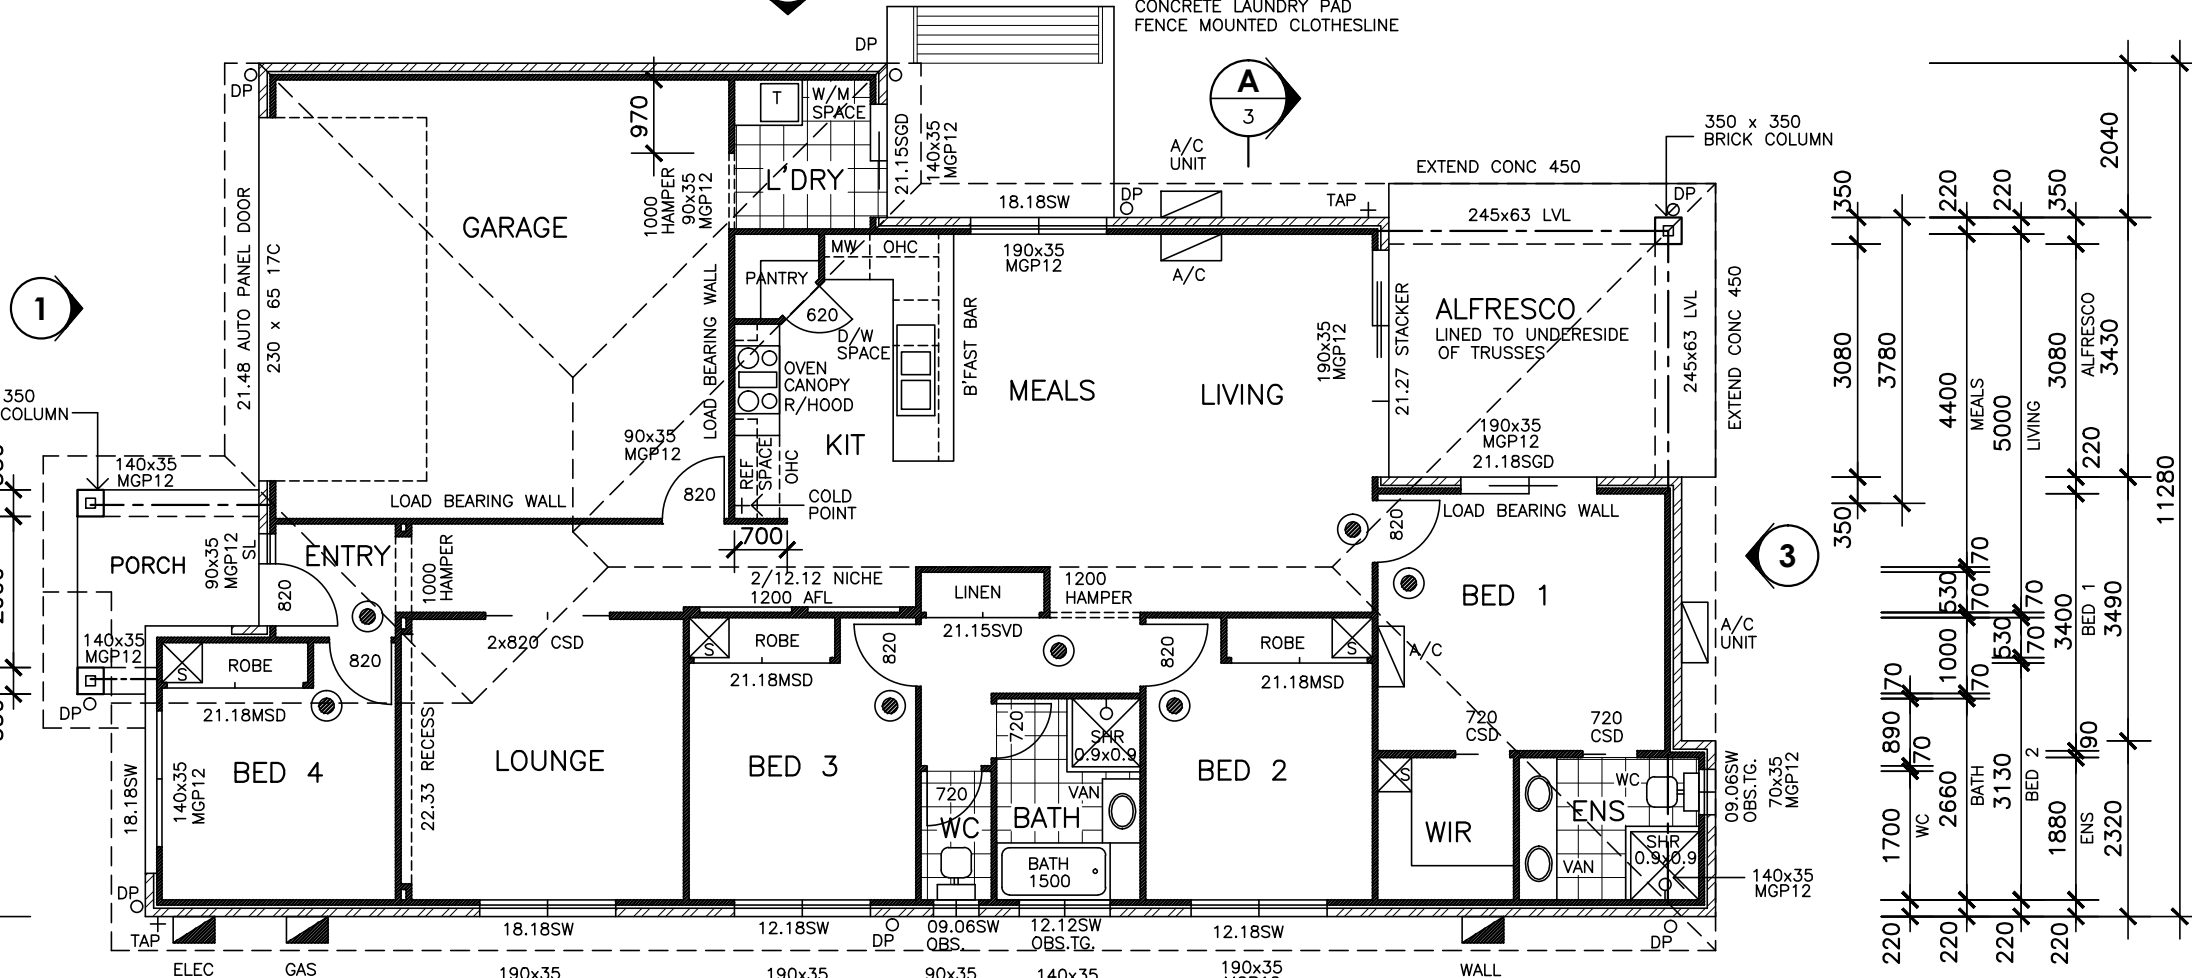 CONCRETE LAUNDRY PAD
FENCE MOUNTED CLOTHESLINE
DP
DP
A
3
350 x 350
BRICK COLUMN
A/C
UNIT
EXTEND CONC 450
T
W/M
SPACE
970
21.15SGD
140x35
MGP12
L'DRY
1000
HAMPER
90x35
MGP12
GARAGE
21.48 AUTO PANEL DOOR
230 x 65 17C
18.18SW
DP
TAP
245x63 LVL
DP
190x35
MGP12
A/C
MW
OHC
PANTRY
620
D/W
SPACE
OVEN
CANOPY
R/HOOD
B'FAST BAR
KIT
MEALS
LIVING
190x35
MGP12
21.27 STACKER
ALFRESCO
LINED TO UNDERESIDE
OF TRUSSES
245x63 LVL
EXTEND CONC 450
190x35
MGP12
21.18SGD
1
350
COLUMN
140x35
MGP12
LOAD BEARING WALL
90x35
MGP12
LOAD BEARING WALL
820
REF
SPACE
OHC
COLD
POINT
700
820
LOAD BEARING WALL
PORCH
90x35
MGP12
SL
ENTRY
820
1000
HAMPER
2/12.12 NICHE
1200 AFL
LINEN
1200
HAMPER
21.15SVD
BED 1
3
140x35
MGP12
S
ROBE
820
2x820 CSD
S
ROBE
820
820
ROBE
S
A/C
A/C
UNIT
21.18MSD
21.18MSD
21.18MSD
DP
18.18SW
140x35
MGP12
BED 4
22.33 RECESS
LOUNGE
BED 3
720
SHR
0.9x0.9
BED 2
720
CSD
720
CSD
720
WC
VAN
BATH
BATH
1500
S
WIR
WC
ENS
VAN
SHR
0.9x0.9
09.06SW
OBS.TG.
70x35
MGP12
140x35
MGP12
DP
TAP
ELEC
GAS
18.18SW
12.18SW
DP
09.06SW
OBS.
12.12SW
OBS.TG.
12.18SW
WALL
DP
190x35
190x35
90x35
140x35
190x35
MGP12
350
3080
350
3780
220
4400
MEALS
220
5000
LIVING
350
3080
ALFRESCO
220
2040
3430
11280
70
530
70
1000
70
890
70
1700
WC
2660
BATH
70
530
70
3130
BED 2
3400
BED 1
90
1880
ENS
3490
2320
220
220
220
220